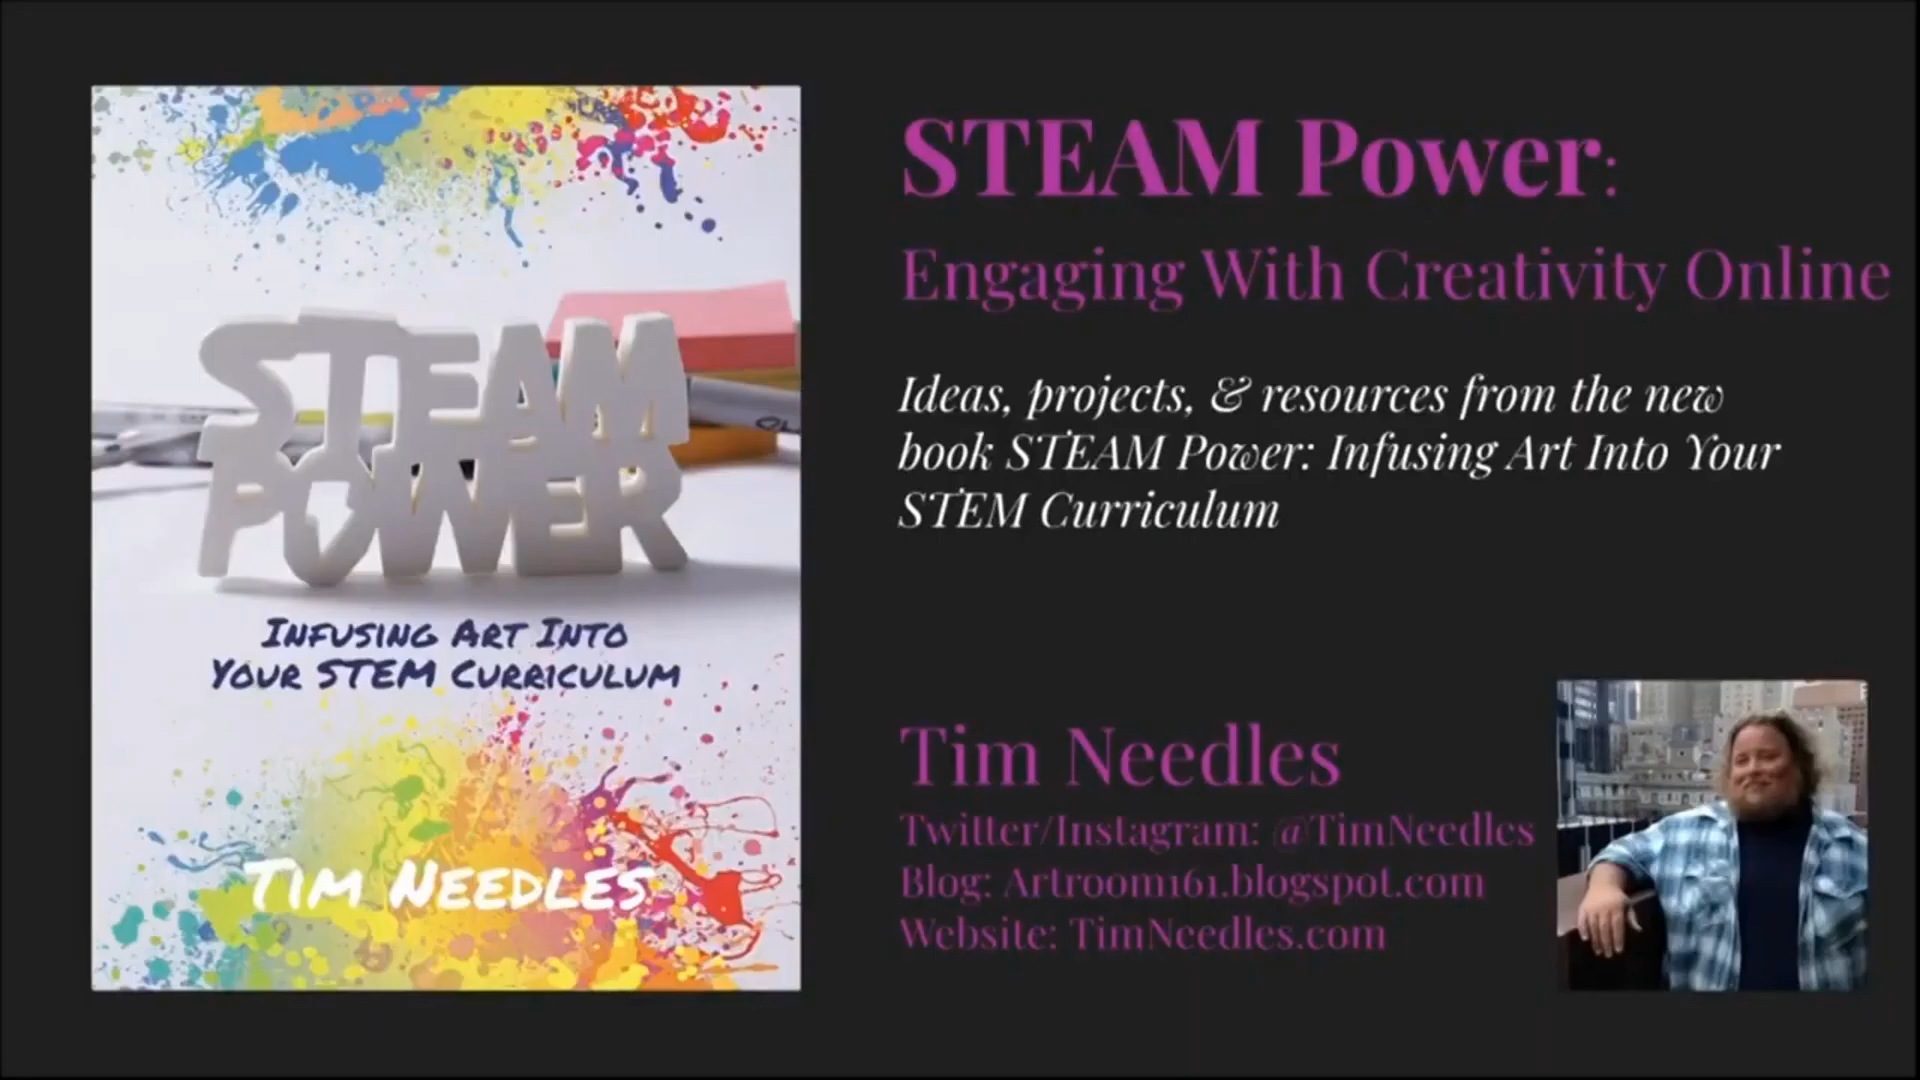 STEAM
POWER
INFUSING ART INTO
YOUR STEM CURRICULUM
TIM NEEDLES
STEAM Power:
Engaging With Creativity Online
Ideas, projects, & resources from the new
book STEAM Power: Infusing Art Into Your
STEM Curriculum
Tim Needles
Twitter/Instagram: @TimNeedles
Blog: Artroom161.blogspot.com
Website: TimNeedles.com